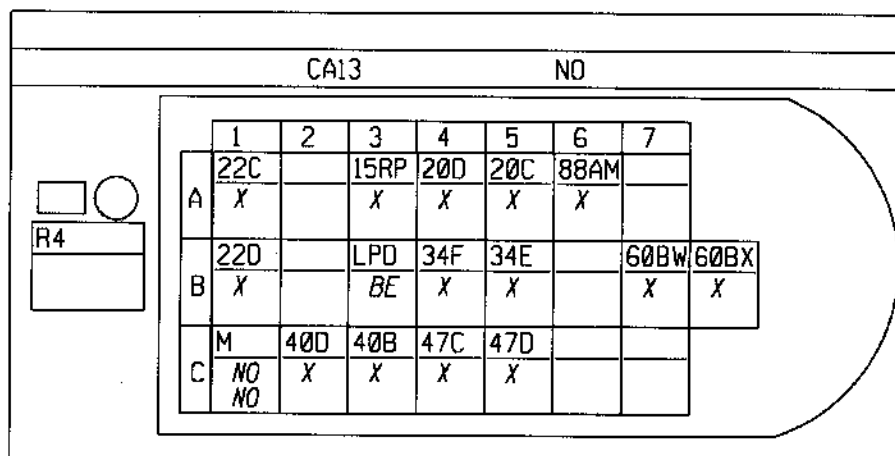 CA13 NO
1 2 3 4 5 6 7
22C 15RP 20D 20C 88AM
A X X X X X
R4
22D LPD 34F 34E 60BW 60BX
B X BE X X X X
M 40D 40B 47C 47D
C NO X X X X
NO